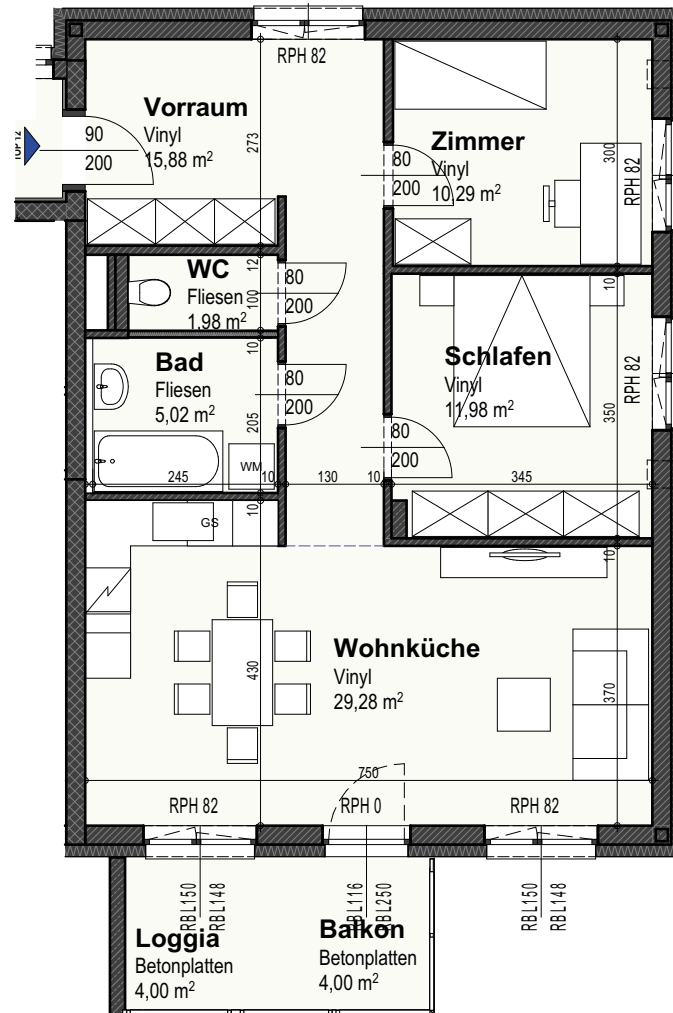 RPH 82
Vorraum
Vinyl
15,88 m²
90
200
273
Zimmer
Vinyl
10,29 m²
80
200
300
RPH 82
WC
Fliesen
1,98 m²
12
100
10
80
200
10
Bad
Fliesen
5,02 m²
80
200
205
Schlafen
Vinyl
11,98 m²
80
200
350
RPH 82
WM
245
10
130
10
345
10
GS
10
Wohnküche
Vinyl
29,28 m²
430
370
750
RPH 82
RPH 0
RPH 82
RBL150
RBL148
RBL116
RBL250
RBL150
RBL148
Loggia
Betonplatten
4,00 m²
Balkon
Betonplatten
4,00 m²